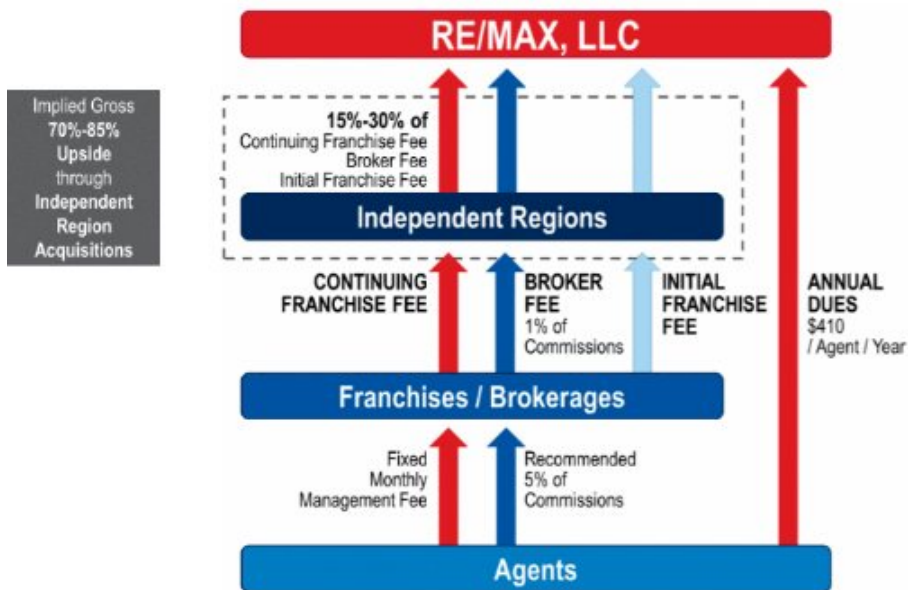 RE/MAX, LLC
Implied Gross
70%-85%
Upside
through
Independent
Region
Acquisitions
15%-30% of
Continuing Franchise Fee
Broker Fee
Initial Franchise Fee
Independent Regions
CONTINUING
FRANCHISE FEE
BROKER
FEE
1% of
Commissions
INITIAL
FRANCHISE
FEE
ANNUAL
DUES
$410
/ Agent / Year
Franchises / Brokerages
Fixed
Monthly
Management Fee
Recommended
5% of
Commissions
Agents